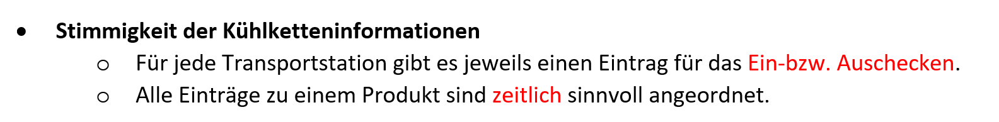 • Stimmigkeit der Kühlketteninformationen
o Für jede Transportstation gibt es jeweils einen Eintrag für das Ein-bzw. Auschecken.
o Alle Einträge zu einem Produkt sind zeitlich sinnvoll angeordnet.